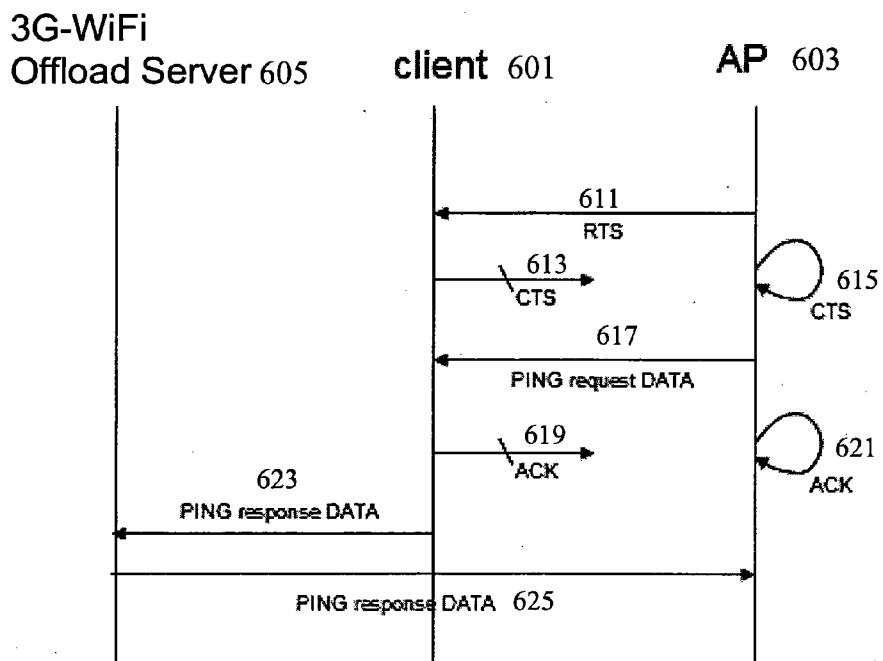 3G-WiFi
Offload Server 605
client 601
AP 603
611
RTS
613
CTS
615
CTS
617
PING request DATA
619
ACK
621
ACK
623
PING response DATA
PING response DATA 625